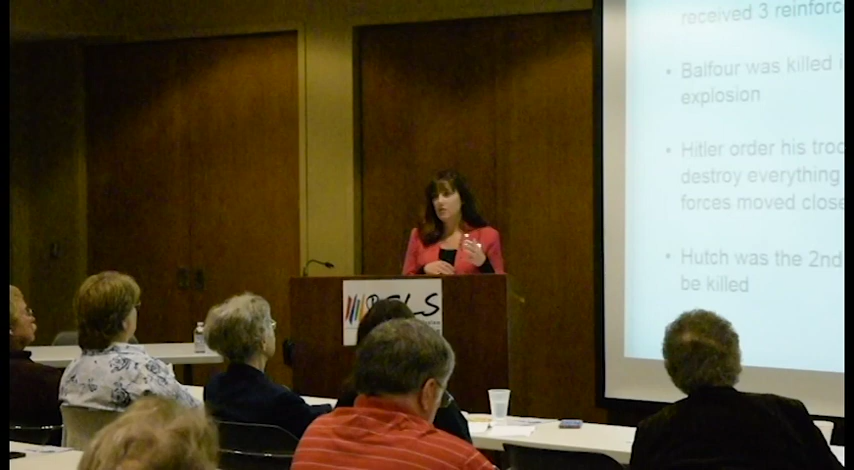 received 3 reinforc
• Balfour was killed i
explosion
• Hitler order his troo
destroy everything
forces moved close
• Hutch was the 2nd
be killed